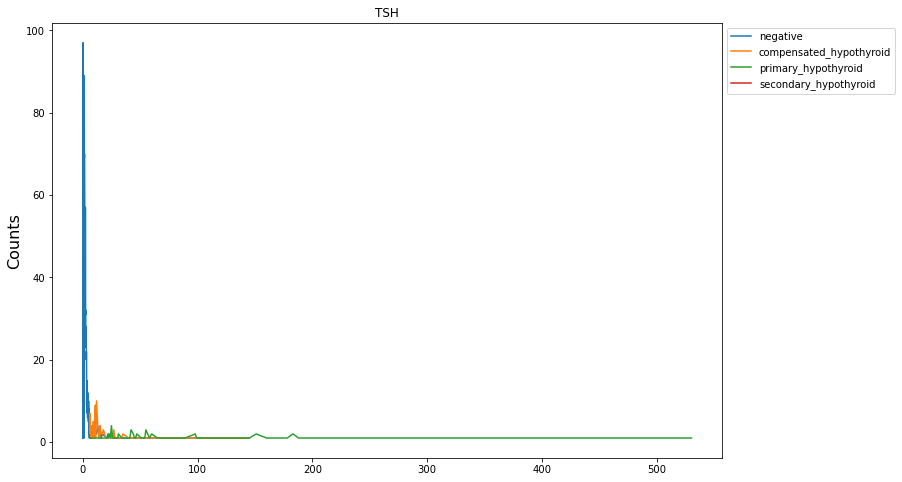 TSH
100
80
60
40
20
0
Counts
0 100 200 300 400 500
negative
compensated_hypothyroid
primary_hypothyroid
secondary_hypothyroid